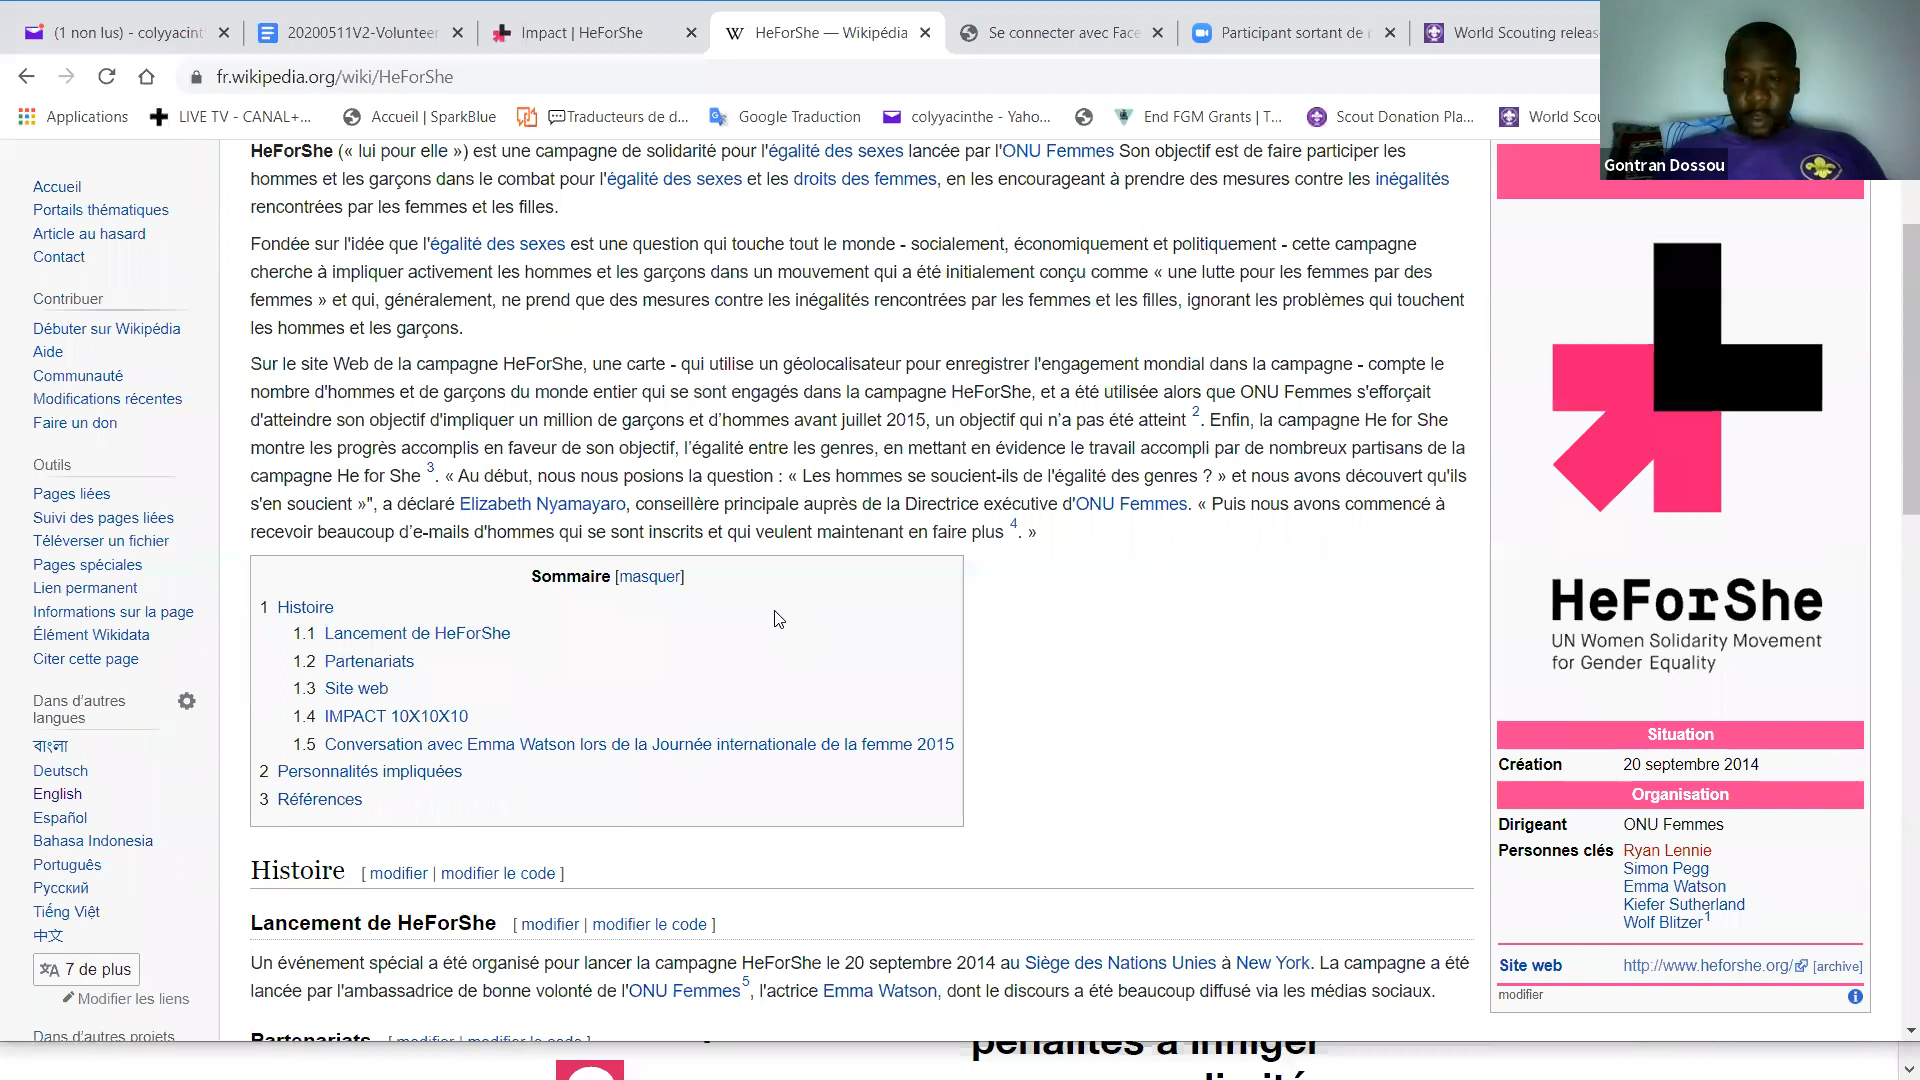 (1 non lus) - colyyacint
20200511V2-Volunteer
Impact | HeForShe
HeForShe — Wikipédia
Se connecter avec Face
Participant sortant de
World Scouting releas
fr.wikipedia.org/wiki/HeForShe
Applications
LIVE TV - CANAL+...
Accueil | SparkBlue
Traducteurs de d...
Google Traduction
colyyacinthe - Yaho...
End FGM Grants | T...
Scout Donation Pla...
World Scou
Gontran Dossou
Accueil
Portails thématiques
Article au hasard
Contact
Contribuer
Débuter sur Wikipédia
Aide
Communauté
Modifications récentes
Faire un don
Outils
Pages liées
Suivi des pages liées
Téléverser un fichier
Pages spéciales
Lien permanent
Informations sur la page
Élément Wikidata
Citer cette page
Dans d'autres
langues
বাংলা
Deutsch
English
Español
Bahasa Indonesia
Português
Русский
Tiếng Việt
中文
7 de plus
Modifier les liens
Dans d'autres projets
HeForShe (« lui pour elle ») est une campagne de solidarité pour l'égalité des sexes lancée par l'ONU Femmes Son objectif est de faire participer les
hommes et les garçons dans le combat pour l'égalité des sexes et les droits des femmes, en les encourageant à prendre des mesures contre les inégalités
rencontrées par les femmes et les filles.
Fondée sur l'idée que l'égalité des sexes est une question qui touche tout le monde - socialement, économiquement et politiquement - cette campagne
cherche à impliquer activement les hommes et les garçons dans un mouvement qui a été initialement conçu comme « une lutte pour les femmes par des
femmes » et qui, généralement, ne prend que des mesures contre les inégalités rencontrées par les femmes et les filles, ignorant les problèmes qui touchent
les hommes et les garçons.
Sur le site Web de la campagne HeForShe, une carte - qui utilise un géolocalisateur pour enregistrer l'engagement mondial dans la campagne - compte le
nombre d'hommes et de garçons du monde entier qui se sont engagés dans la campagne HeForShe, et a été utilisée alors que ONU Femmes s'efforçait
d'atteindre son objectif d'impliquer un million de garçons et d'hommes avant juillet 2015, un objectif qui n'a pas été atteint 2. Enfin, la campagne He for She
montre les progrès accomplis en faveur de son objectif, l'égalité entre les genres, en mettant en évidence le travail accompli par de nombreux partisans de la
campagne He for She 3. « Au début, nous nous posions la question : « Les hommes se soucient-ils de l'égalité des genres ? » et nous avons découvert qu'ils
s'en soucient »", a déclaré Elizabeth Nyamayaro, conseillère principale auprès de la Directrice exécutive d'ONU Femmes. « Puis nous avons commencé à
recevoir beaucoup d'e-mails d'hommes qui se sont inscrits et qui veulent maintenant en faire plus 4. »
Sommaire [masquer]
1 Histoire
1.1 Lancement de HeForShe
1.2 Partenariats
1.3 Site web
1.4 IMPACT 10X10X10
1.5 Conversation avec Emma Watson lors de la Journée internationale de la femme 2015
2 Personnalités impliquées
3 Références
Histoire [ modifier | modifier le code ]
Lancement de HeForShe [ modifier | modifier le code ]
Un événement spécial a été organisé pour lancer la campagne HeForShe le 20 septembre 2014 au Siège des Nations Unies à New York. La campagne a été
lancée par l'ambassadrice de bonne volonté de l'ONU Femmes5, l'actrice Emma Watson, dont le discours a été beaucoup diffusé via les médias sociaux.
Partenariats [ modifier | modifier le code ]
HeForShe
UN Women Solidarity Movement
for Gender Equality
Situation
Création 20 septembre 2014
Organisation
Dirigeant ONU Femmes
Personnes clés Ryan Lennie
Simon Pegg
Emma Watson
Kiefer Sutherland
Wolf Blitzer1
Site web http://www.heforshe.org/ [archive]
modifier
pénalités à infliger